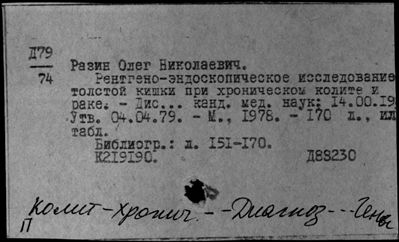 Д79
74
Разин Олег Николаевич.
Рентгено-эндоскопическое исследование
толстой кишки при хроническом колите и
раке. - Дис... канд. мед. наук: 14.00.19
Утв. 04.04.79. - М., 1978. - 170 л., ил
табл.
Библиогр.: л. 151-170.
К219190. Д88230
Колит-хронич. - -Диагноз
П